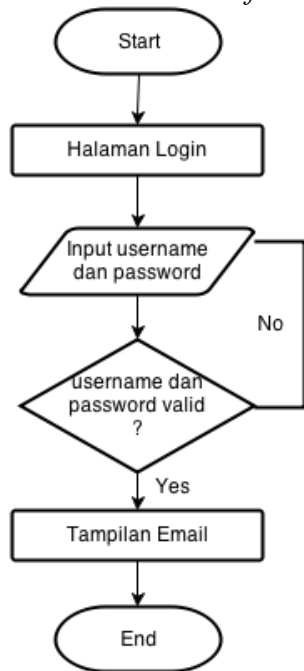 Start
Halaman Login
Input username
dan password
No
username dan
password valid
?
Yes
Tampilan Email
End